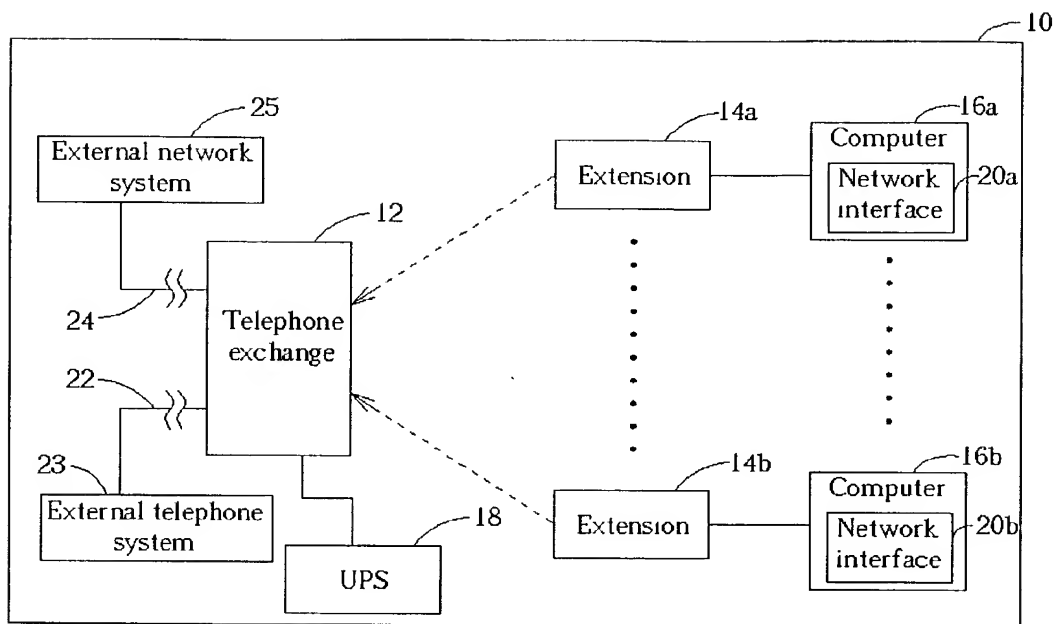 10
25
External network
system
14a
Extension
16a
Computer
Network
interface
20a
12
Telephone
exchange
24
22
23
External telephone
system
18
UPS
14b
Extension
16b
Computer
Network
interface
20b